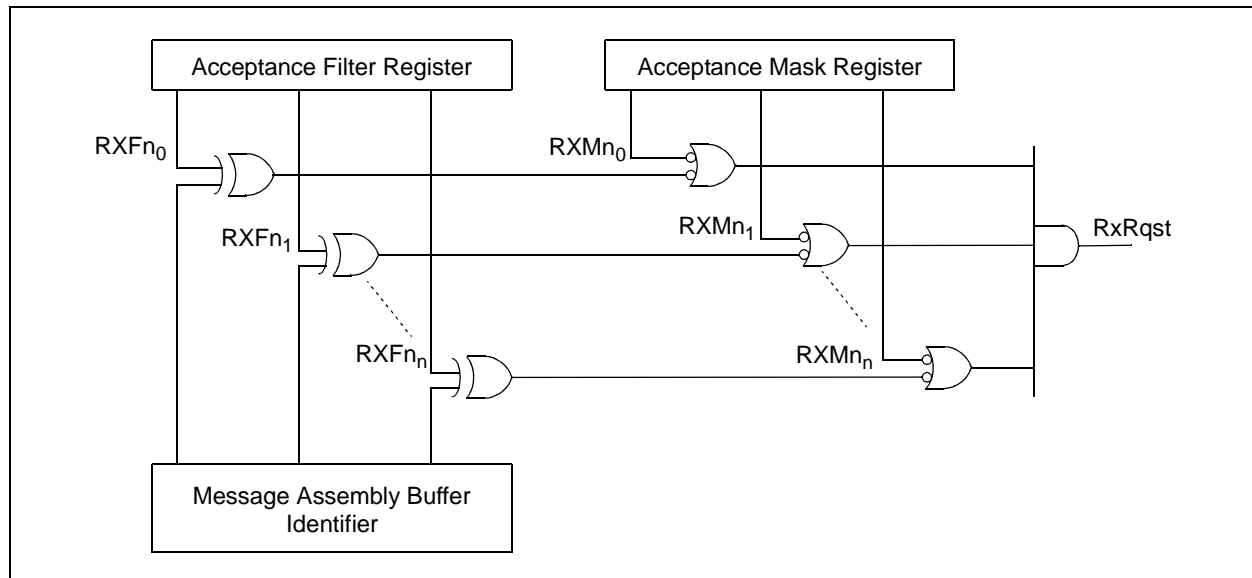 Acceptance Filter Register
Acceptance Mask Register
RXFn0
RXMn0
RXFn1
RXMn1
RxRqst
RXFnn
RXMnn
Message Assembly Buffer
Identifier